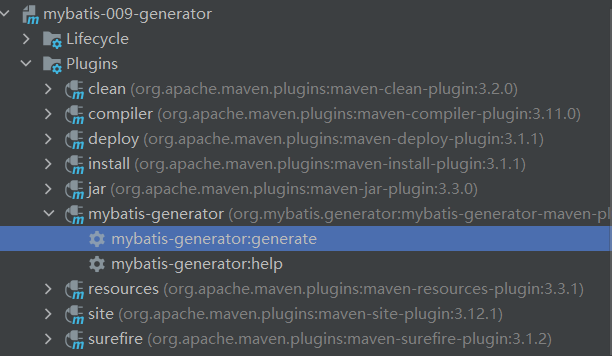 mybatis-009-generator
Lifecycle
Plugins
clean (org.apache.maven.plugins:maven-clean-plugin:3.2.0)
compiler (org.apache.maven.plugins:maven-compiler-plugin:3.11.0)
deploy (org.apache.maven.plugins:maven-deploy-plugin:3.1.1)
install (org.apache.maven.plugins:maven-install-plugin:3.1.1)
jar (org.apache.maven.plugins:maven-jar-plugin:3.3.0)
mybatis-generator (org.mybatis.generator:mybatis-generator-maven-pl
mybatis-generator:generate
mybatis-generator:help
resources (org.apache.maven.plugins:maven-resources-plugin:3.3.1)
site (org.apache.maven.plugins:maven-site-plugin:3.12.1)
surefire (org.apache.maven.plugins:maven-surefire-plugin:3.1.2)